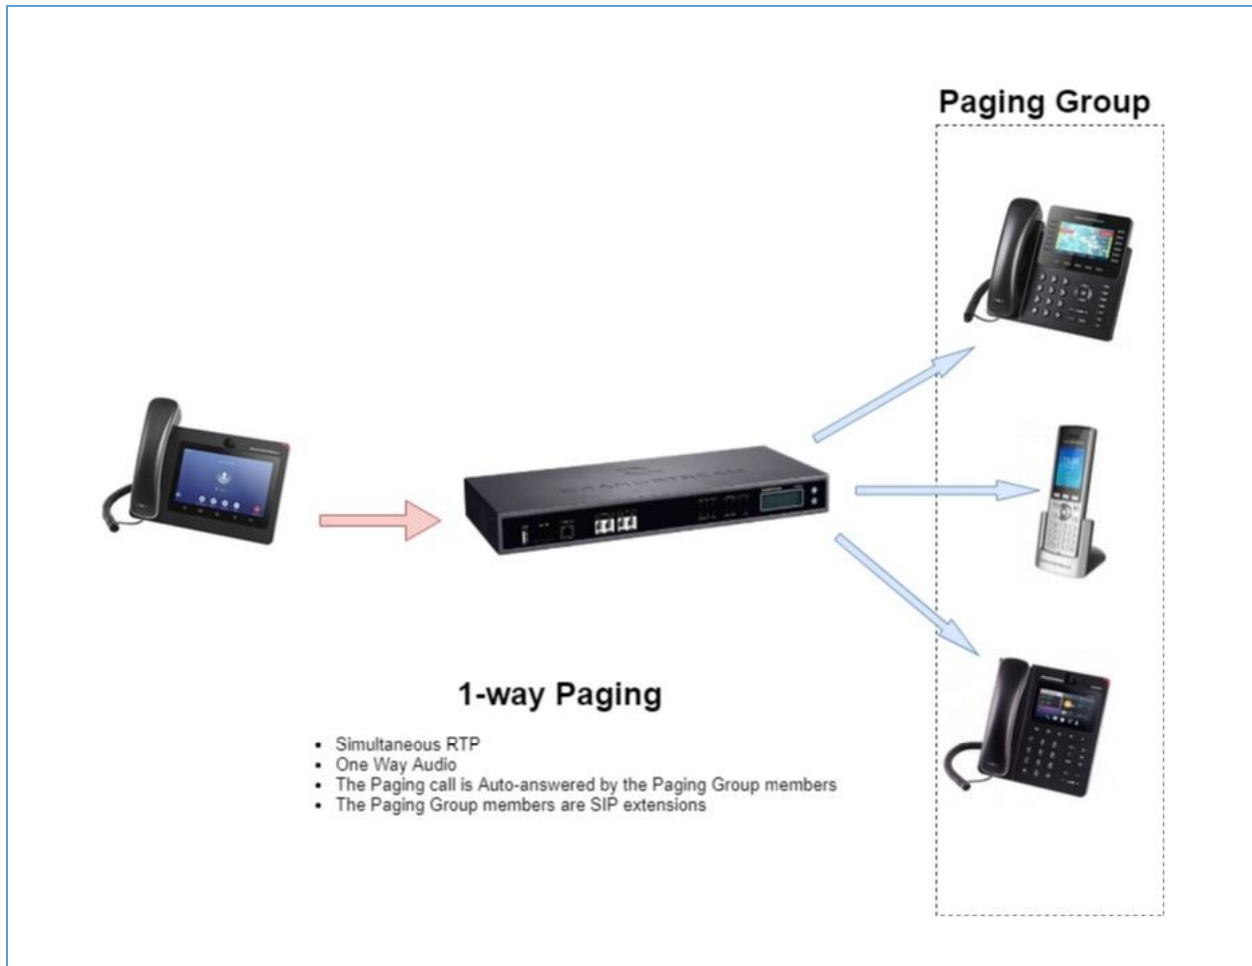 Paging Group
GRANDSTREAM
1-way Paging
• Simultaneous RTP
• One Way Audio
• The Paging call is Auto-answered by the Paging Group members
• The Paging Group members are SIP extensions